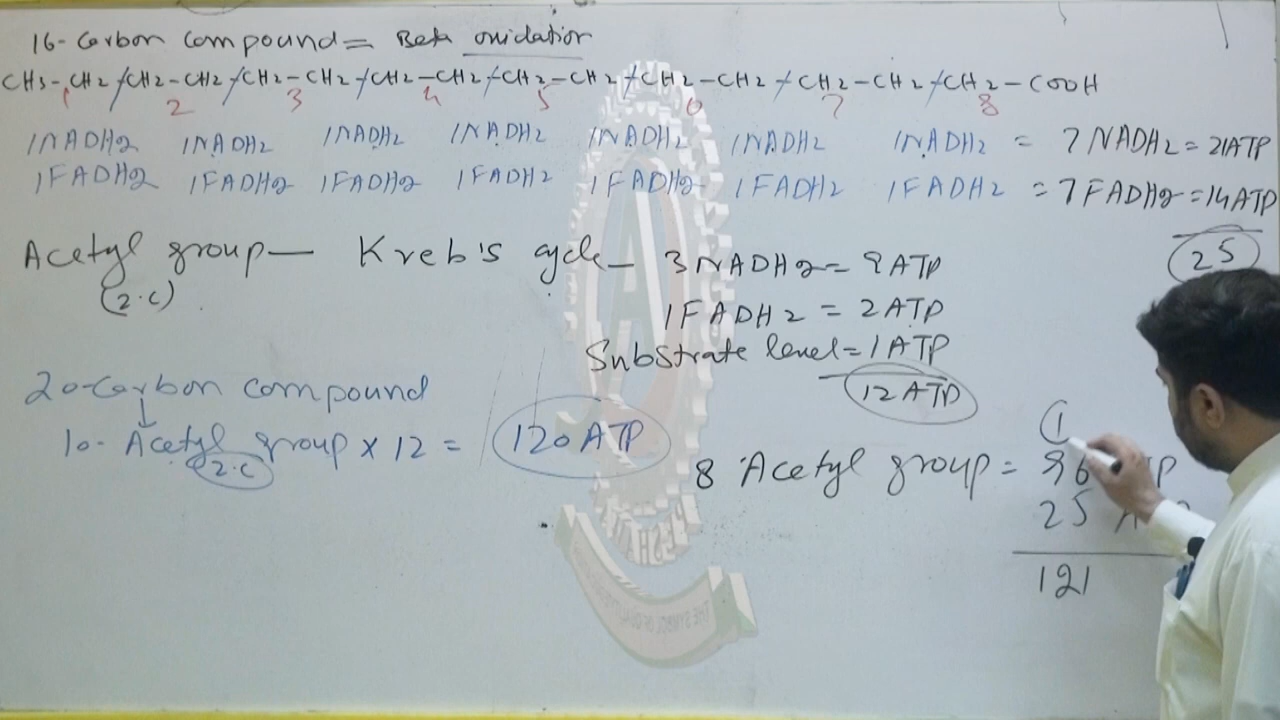 16-Carbon Compound = Beta oxidation
CH3-CH2/CH2-CH2/CH2-CH2/CH2-CH2/CH2-CH2/CH2-CH2/CH2-CH2/CH2-COOH
1 2 3 4 5 6 7 8
1NADH2 1NADH2 1NADH2 1NADH2 1NADH2 1NADH2 1NADH2 = 7NADH2 = 21ATP
1FADH2 1FADH2 1FADH2 1FADH2 1FADH2 1FADH2 1FADH2 = 7FADH2 = 14ATP
25
Acetyl group — Kreb's cycle — 3NADH2 = 9ATP
(2.C)
1FADH2 = 2ATP
Substrate level = 1ATP
12ATP
20-Carbon compound
10-Acetyl group x 12 = 120ATP
2.C
1
8 Acetyl group = 96
25
121